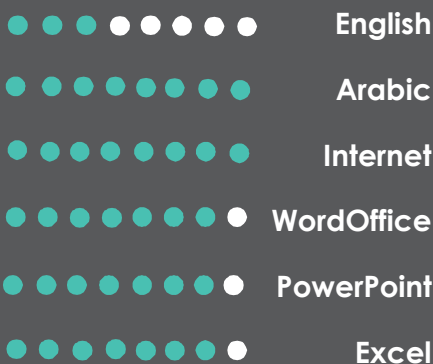 English
Arabic
Internet
WordOffice
PowerPoint
Excel